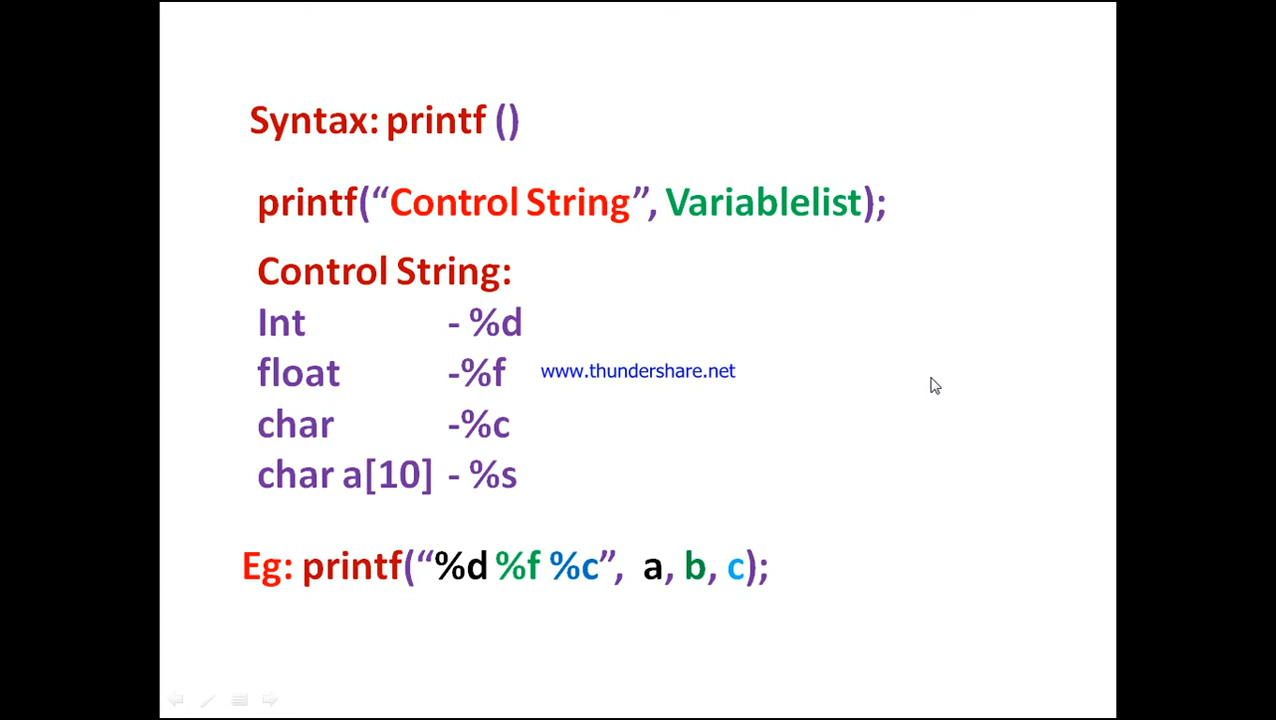 Syntax: printf ()
printf(“Control String”, Variablelist);
Control String:
Int - %d
float -%f
www.thundershare.net
char -%c
char a[10] - %s
Eg: printf(“%d %f %c”, a, b, c);